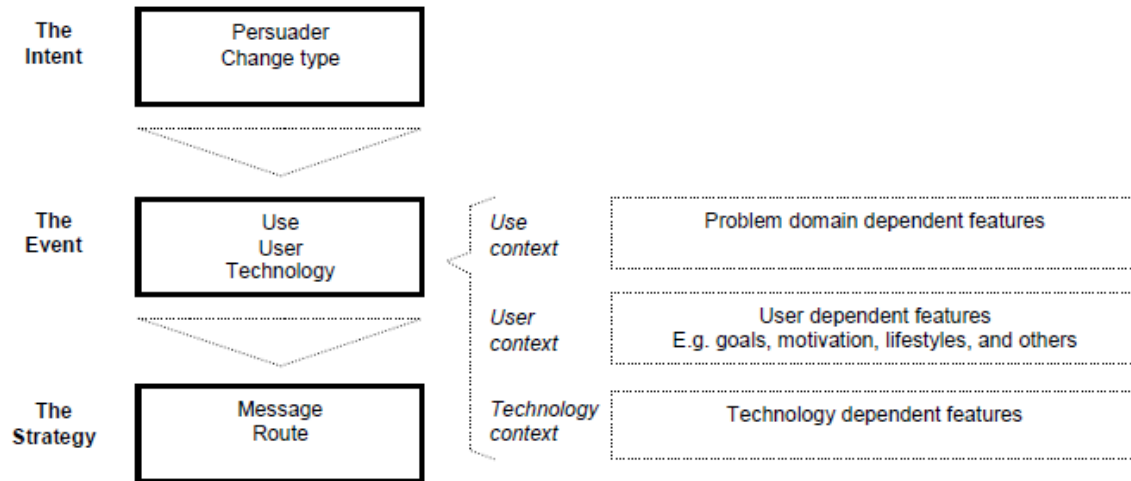 The
Intent
Persuader
Change type
The
Event
Use
User
Technology
Use
context
Problem domain dependent features
User
context
User dependent features
E.g. goals, motivation, lifestyles, and others
The
Strategy
Message
Route
Technology
context
Technology dependent features